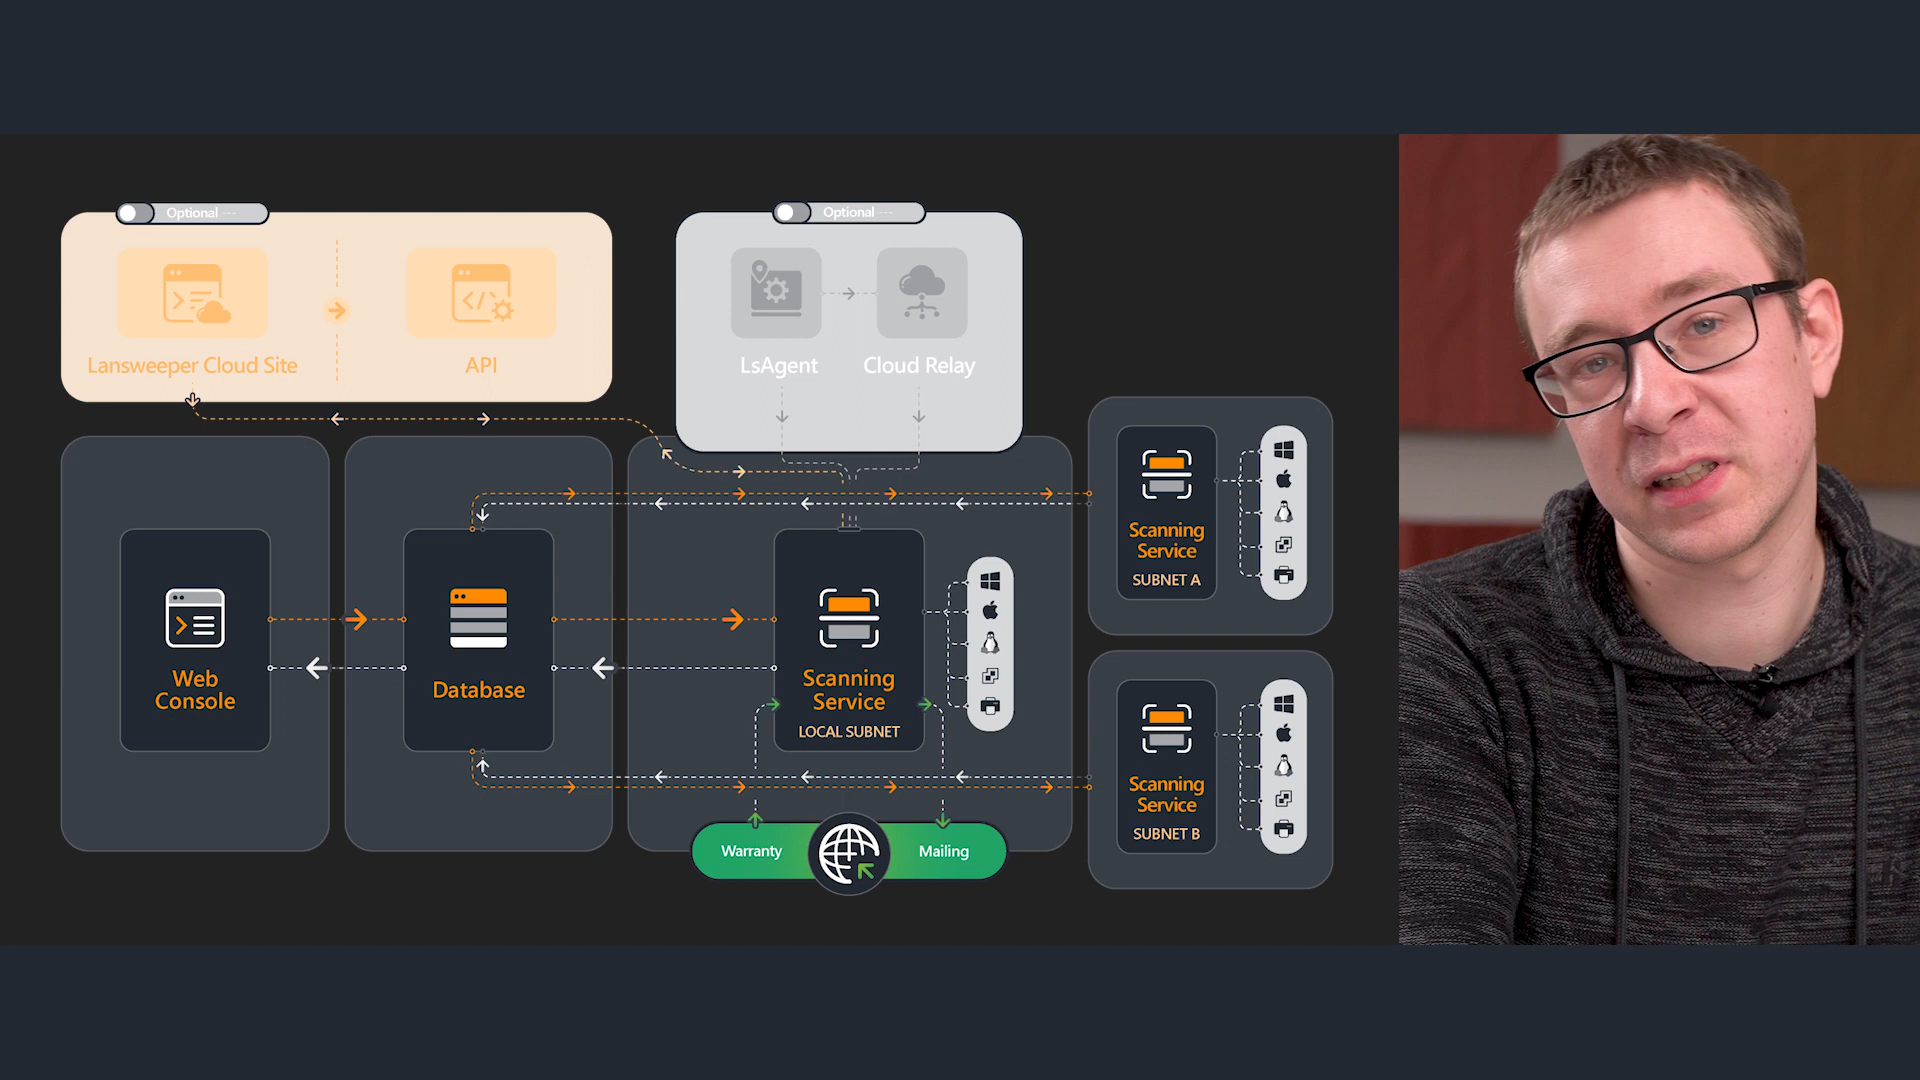 Optional
Optional
Lansweeper Cloud Site
API
LsAgent
Cloud Relay
Scanning
Service
SUBNET A
Web
Console
Database
Scanning
Service
LOCAL SUBNET
Scanning
Service
SUBNET B
Warranty
Mailing